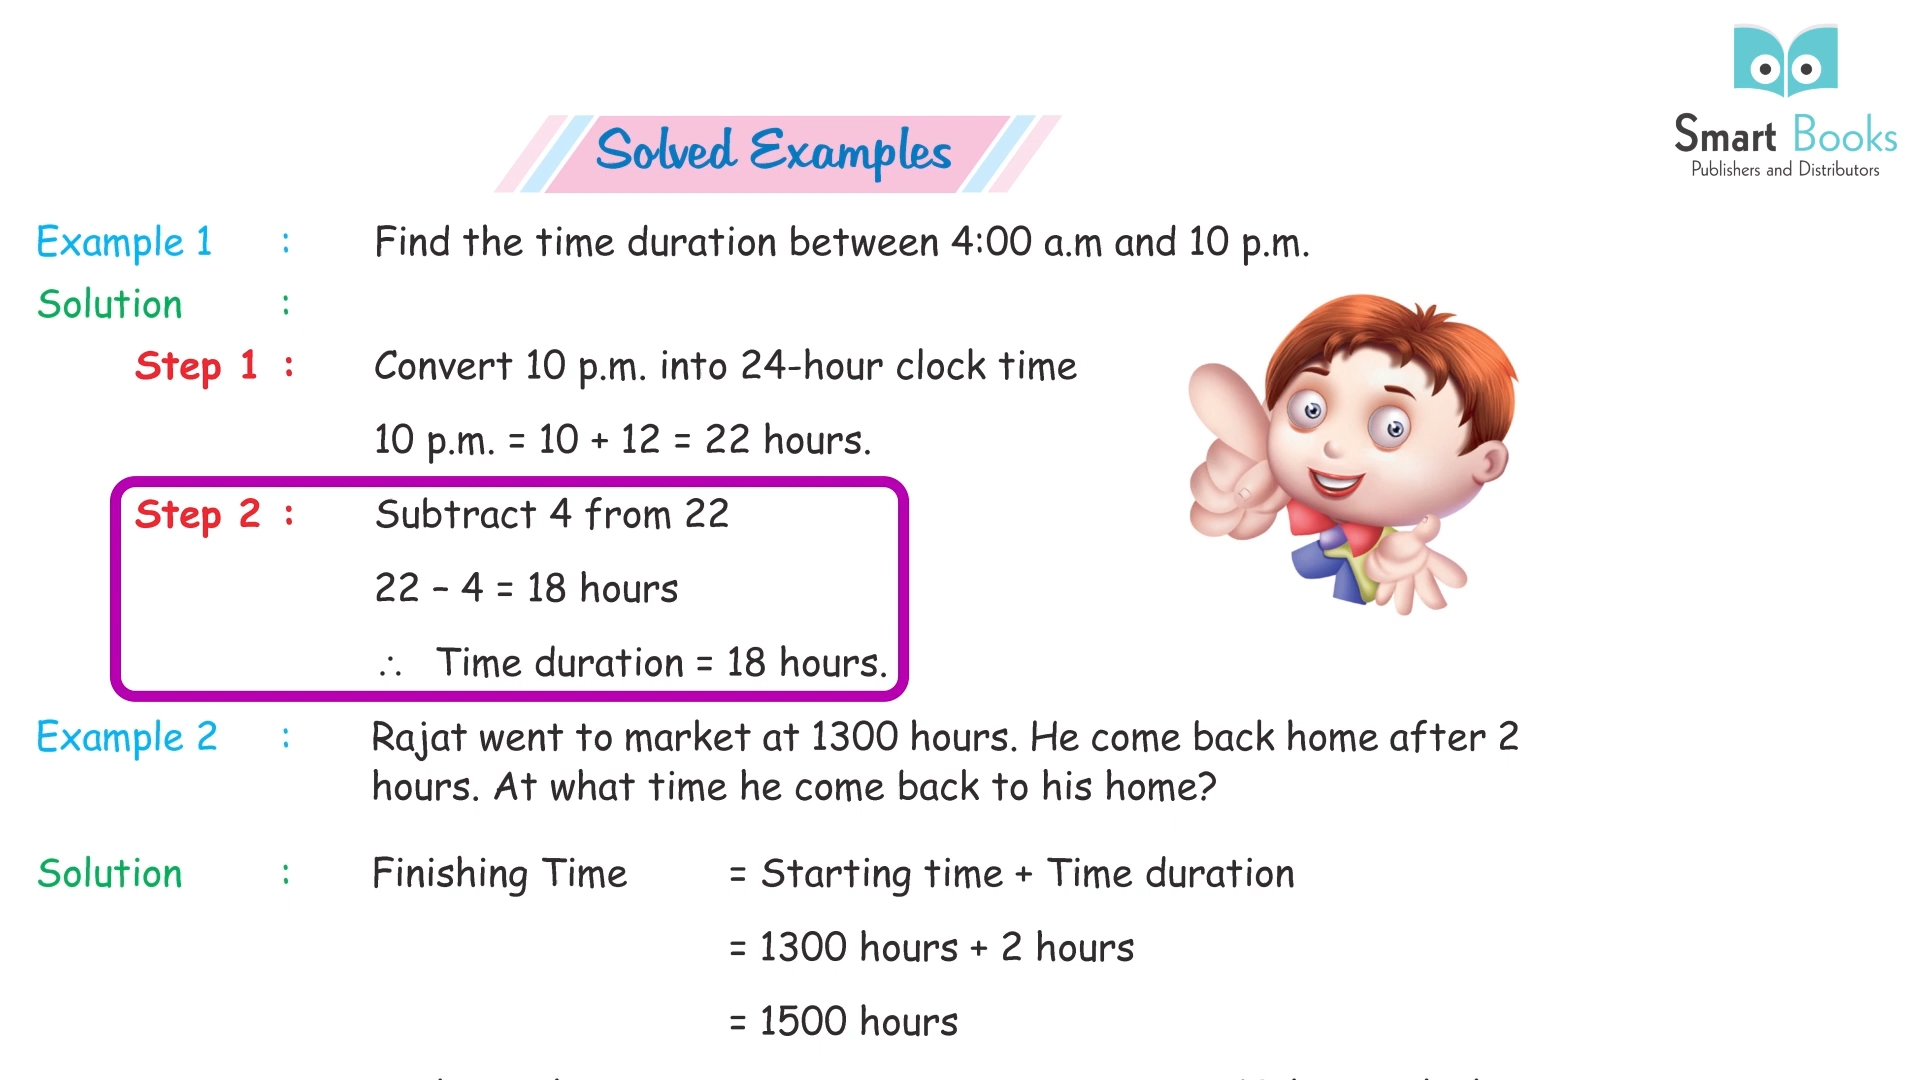 Smart Books
Publishers and Distributors
Solved Examples
Example 1 : Find the time duration between 4:00 a.m and 10 p.m.
Solution :
Step 1 : Convert 10 p.m. into 24-hour clock time
10 p.m. = 10 + 12 = 22 hours.
Step 2 : Subtract 4 from 22
22 – 4 = 18 hours
∴ Time duration = 18 hours.
Example 2 : Rajat went to market at 1300 hours. He come back home after 2
hours. At what time he come back to his home?
Solution : Finishing Time = Starting time + Time duration
= 1300 hours + 2 hours
= 1500 hours